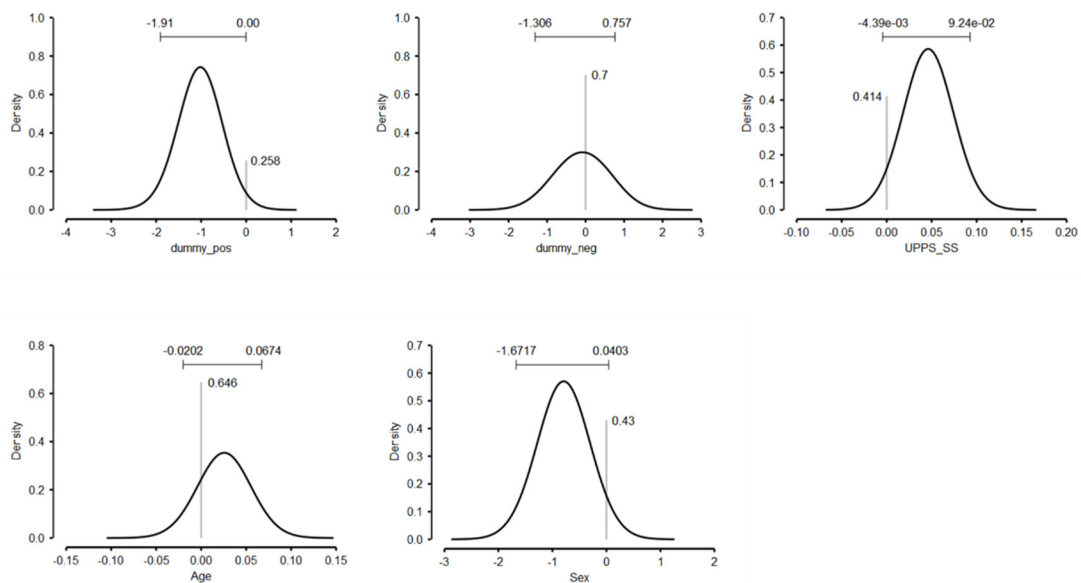 -1.91 0.00
1.0
0.8
0.6
0.4
0.2
0.0
Density
0.258
-4 -3 -2 -1 0 1 2
dummy_pos
-1.306 0.757
1.0
0.8
0.6
0.4
0.2
0.0
Density
0.7
-4 -3 -2 -1 0 1 2 3
dummy_neg
-4.39e-03 9.24e-02
0.7
0.6
0.5
0.4
0.3
0.2
0.1
0.0
Density
0.414
-0.10 -0.05 0.00 0.05 0.10 0.15 0.20
UPPS_SS
-0.0202 0.0674
0.8
0.6
0.4
0.2
0.0
Density
0.646
-0.15 -0.10 -0.05 0.00 0.05 0.10 0.15
Age
-1.6717 0.0403
0.7
0.6
0.5
0.4
0.3
0.2
0.1
0.0
Density
0.43
-3 -2 -1 0 1 2
Sex